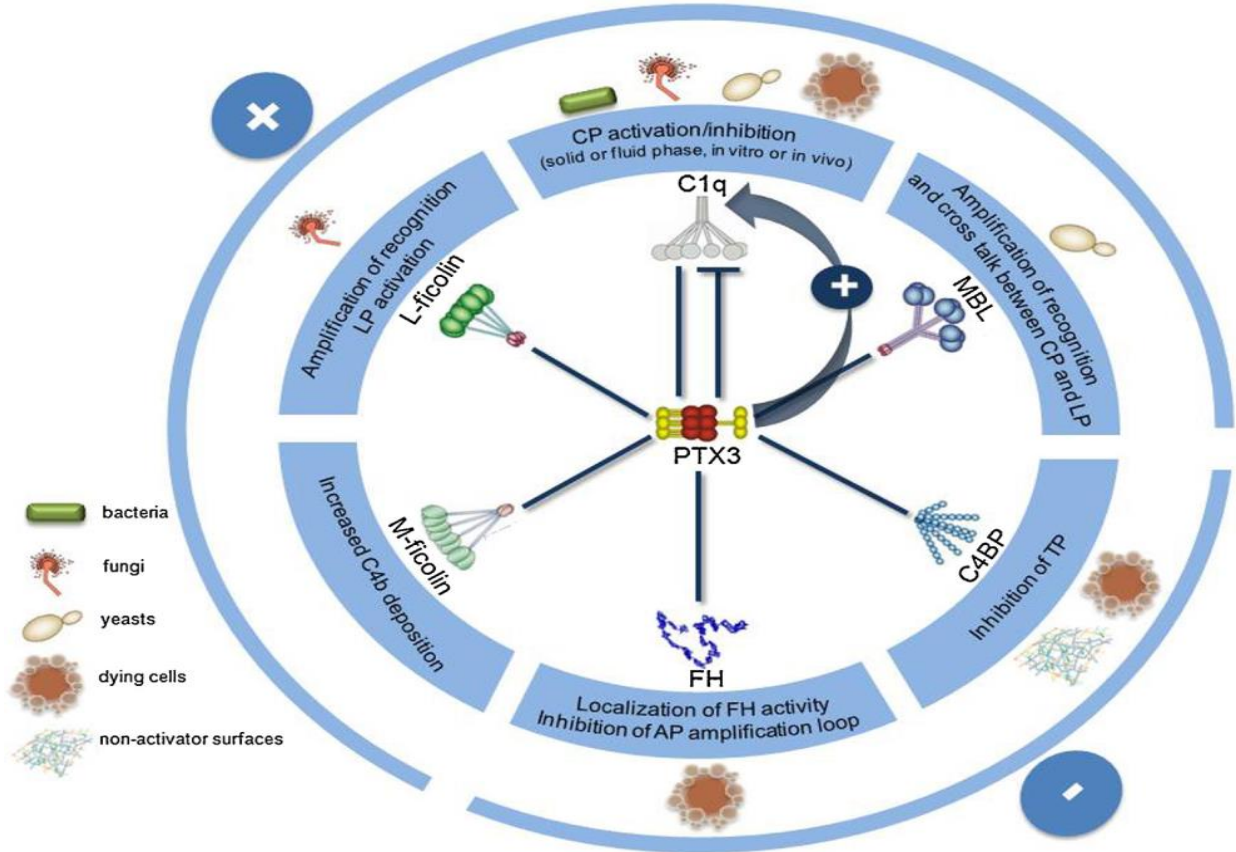 CP activation/inhibition
(solid or fluid phase, in vitro or in vivo)
C1q
Amplification of recognition
LP activation
L-ficolin
+
Amplification of recognition
and cross talk between CP and LP
MBL
+
PTX3
Increased C4b deposition
M-ficolin
C4BP
Inhibition of TP
FH
Localization of FH activity
Inhibition of AP amplification loop
-
bacteria
fungi
yeasts
dying cells
non-activator surfaces